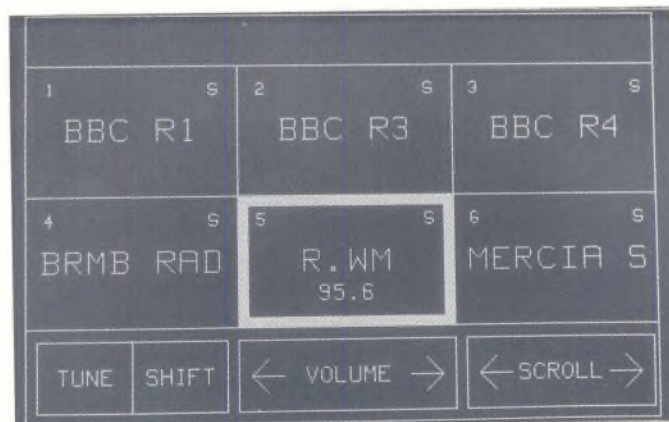 1 S 2 S 3 S
BBC R1 BBC R3 BBC R4
4 S 5 S 6 S
BRMB RAD R.WM MERCIA S
95.6
TUNE SHIFT ← VOLUME → ← SCROLL →